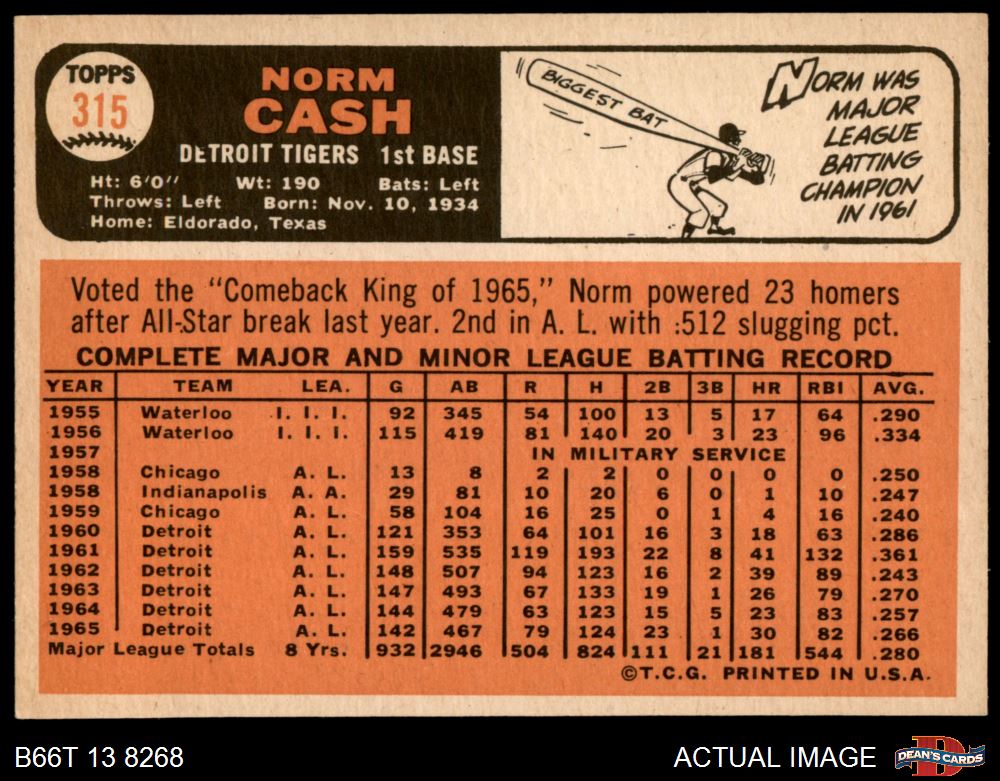 TOPPS
315
NORM
CASH
DETROIT TIGERS 1st BASE
Ht: 6'0" Wt: 190 Bats: Left
Throws: Left Born: Nov. 10, 1934
Home: Eldorado, Texas
BIGGEST BAT
NORM WAS
MAJOR
LEAGUE
BATTING
CHAMPION
IN 1961
Voted the "Comeback King of 1965," Norm powered 23 homers
after All-Star break last year. 2nd in A. L. with .512 slugging pct.
COMPLETE MAJOR AND MINOR LEAGUE BATTING RECORD
YEAR TEAM LEA. G AB R H 2B 3B HR RBI AVG.
1955 Waterloo I. I. I. 92 345 54 100 13 5 17 64 .290
1956 Waterloo I. I. I. 115 419 81 140 20 3 23 96 .334
1957 IN MILITARY SERVICE
1958 Chicago A. L. 13 8 2 2 0 0 0 0 .250
1958 Indianapolis A. A. 29 81 10 20 6 0 1 10 .247
1959 Chicago A. L. 58 104 16 25 0 1 4 16 .240
1960 Detroit A. L. 121 353 64 101 16 3 18 63 .286
1961 Detroit A. L. 159 535 119 193 22 8 41 132 .361
1962 Detroit A. L. 148 507 94 123 16 2 39 89 .243
1963 Detroit A. L. 147 493 67 133 19 1 26 79 .270
1964 Detroit A. L. 144 479 63 123 15 5 23 83 .257
1965 Detroit A. L. 142 467 79 124 23 1 30 82 .266
Major League Totals 8 Yrs. 932 2946 504 824 111 21 181 544 .280
©T.C.G. PRINTED IN U.S.A.
B66T 13 8268
ACTUAL IMAGE
DEAN'S CARDS